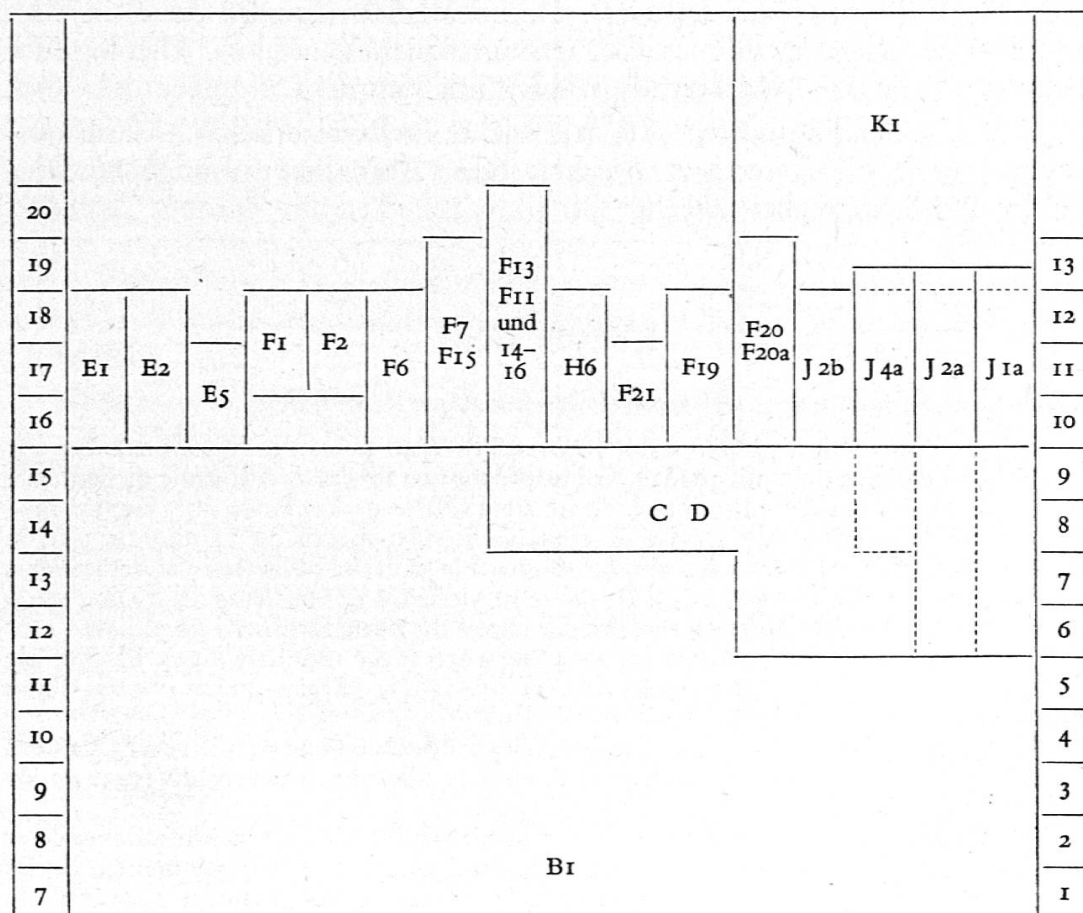 K1
20
19 F13 13
F11
18 F1 F2 F7 und F20 12
F15 14– F20a
17 E1 E2 E5 F6 16 H6 F21 F19 J 2b J 4a J 2a J 1a 11
16 10
15 9
14 C D 8
13 7
12 6
11 5
10 4
9 3
8 B1 2
7 1